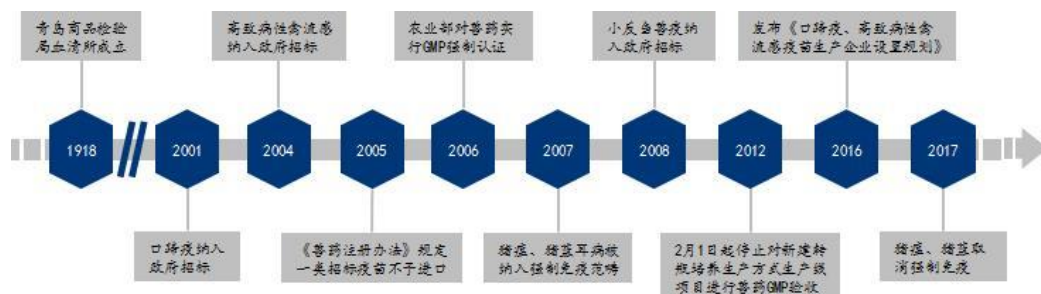 青岛商品检验
局血清所成立
高致病性禽流感
纳入政府招标
农业部对兽药实
行GMP强制认证
小反刍兽疫纳
入政府招标
发布《口蹄疫、高致病性禽
流感疫苗生产企业设置规划》
1918
2001
2004
2005
2006
2007
2008
2012
2016
2017
口蹄疫纳入
政府招标
《兽药注册办法》规定
一类招标疫苗不予进口
猪瘟、猪蓝耳病被
纳入强制免疫范畴
2月1日起停止对新建转
瓶培养生产方式生产线
项目进行兽药GMP验收
猪瘟、猪蓝取
消强制免疫